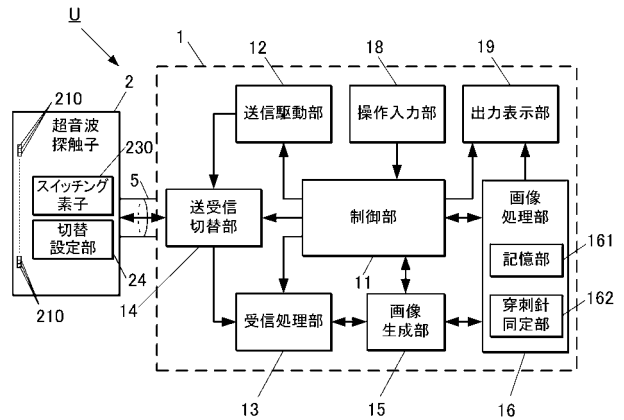 U
1
12
18
19
2
210
超音波
探触子
230
スイッチング
素子
切替
設定部
24
210
5
送信駆動部
操作入力部
出力表示部
送受信
切替部
14
制御部
11
画像
処理部
記憶部
161
穿刺針
同定部
162
受信処理部
13
画像
生成部
15
16